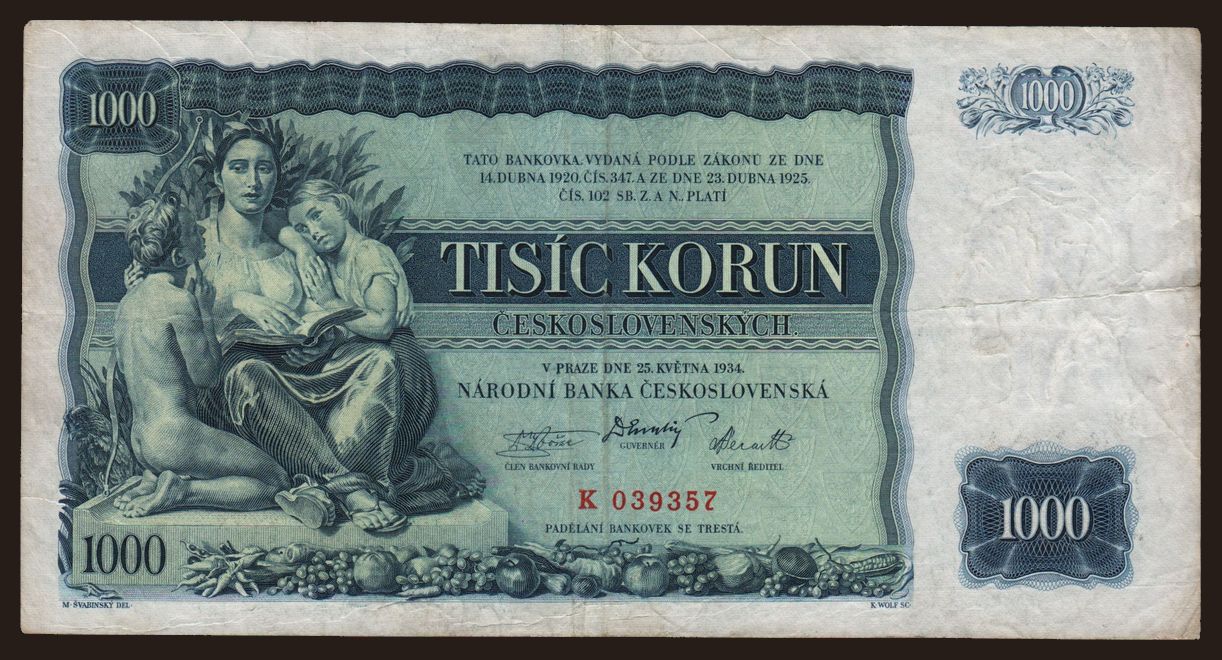 1000
1000
TATO BANKOVKA, VYDANÁ PODLE ZÁKONŮ ZE DNE
14. DUBNA 1920, ČÍS. 347. A ZE DNE 23. DUBNA 1925.
ČÍS. 102 SB. Z. A N., PLATÍ
TISÍC KORUN
ČESKOSLOVENSKÝCH.
V PRAZE DNE 25. KVĚTNA 1934.
NÁRODNÍ BANKA ČESKOSLOVENSKÁ
ČLEN BANKOVNÍ RADY
GUVERNÉR
VRCHNÍ ŘEDITEL
K 039357
PADĚLÁNÍ BANKOVEK SE TRESTÁ.
1000
1000
M. ŠVABINSKÝ DEL.
K. WOLF SC.